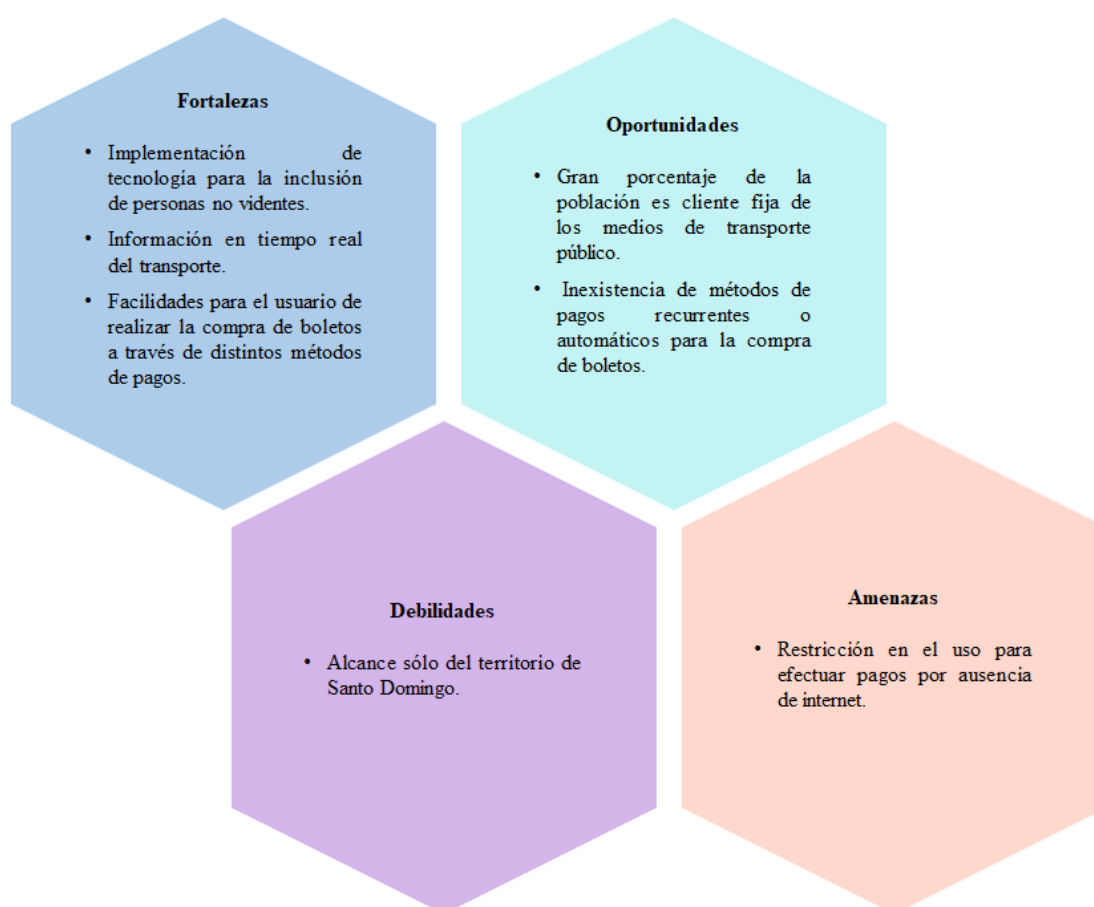 Fortalezas
• Implementación de
tecnología para la inclusión
de personas no videntes.
• Información en tiempo real
del transporte.
• Facilidades para el usuario de
realizar la compra de boletos
a través de distintos métodos
de pagos.
Oportunidades
• Gran porcentaje de la
población es cliente fija de
los medios de transporte
público.
• Inexistencia de métodos de
pagos recurrentes o
automáticos para la compra
de boletos.
Debilidades
• Alcance sólo del territorio de
Santo Domingo.
Amenazas
• Restricción en el uso para
efectuar pagos por ausencia
de internet.